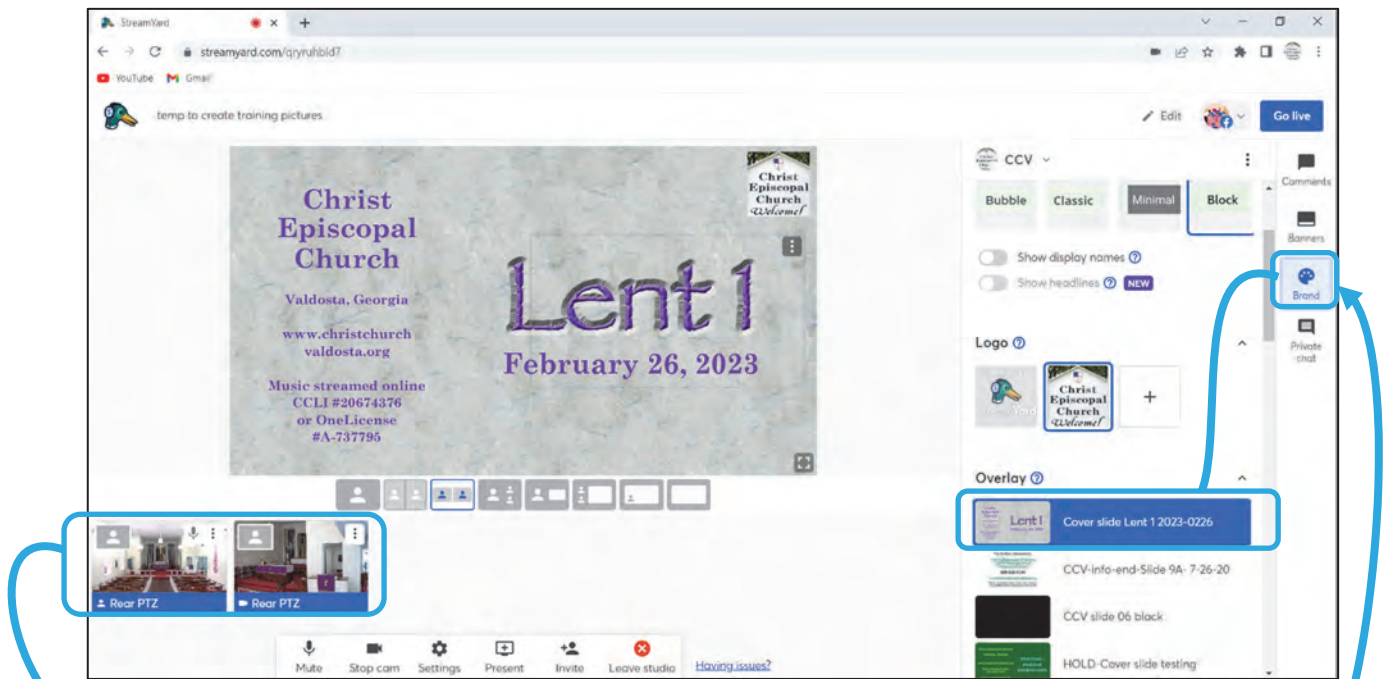 StreamYard
streamyard.com/qryruhbld7
YouTube Gmail
temp to create training pictures
Edit
Go live
Christ
Episcopal
Church
Valdosta, Georgia
www.christchurch
valdosta.org
Music streamed online
CCLI #20674376
or OneLicense
#A-737795
Christ
Episcopal
Church
Welcome!
Lent 1
February 26, 2023
Rear PTZ
Rear PTZ
Mute
Stop cam
Settings
Present
Invite
Leave studio
Having issues?
CCV
Bubble
Classic
Minimal
Block
Show display names
Show headlines NEW
Logo
Christ
Episcopal
Church
Welcome!
Overlay
Lent 1
Cover slide Lent 1 2023-0226
CCV-info-end-Slide 9A- 7-26-20
CCV slide 06 black
HOLD-Cover slide testing
Comments
Banners
Brand
Private
chat